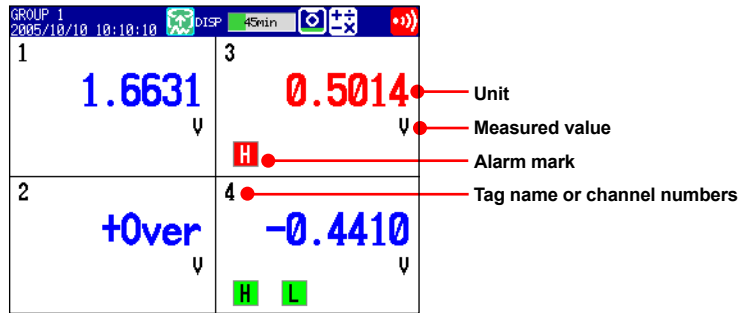 GROUP 1
2005/10/10 10:10:10 DISP 45min
1
1.6631
V
3
0.5014
V
H
2
+Over
V
4
-0.4410
V
H L
Unit
Measured value
Alarm mark
Tag name or channel numbers